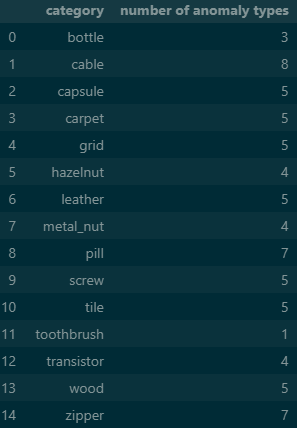 category number of anomaly types
0 bottle 3
1 cable 8
2 capsule 5
3 carpet 5
4 grid 5
5 hazelnut 4
6 leather 5
7 metal_nut 4
8 pill 7
9 screw 5
10 tile 5
11 toothbrush 1
12 transistor 4
13 wood 5
14 zipper 7